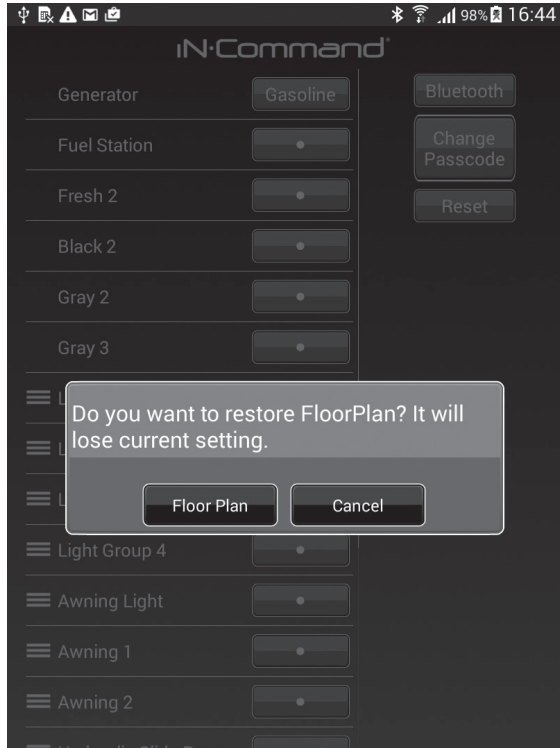 98% 16:44
iN·Command®
Generator Gasoline Bluetooth
Fuel Station Change Passcode
Fresh 2 Reset
Black 2
Gray 2
Gray 3
L
Do you want to restore FloorPlan? It will
lose current setting.
L
L
Floor Plan Cancel
Light Group 4
Awning Light
Awning 1
Awning 2